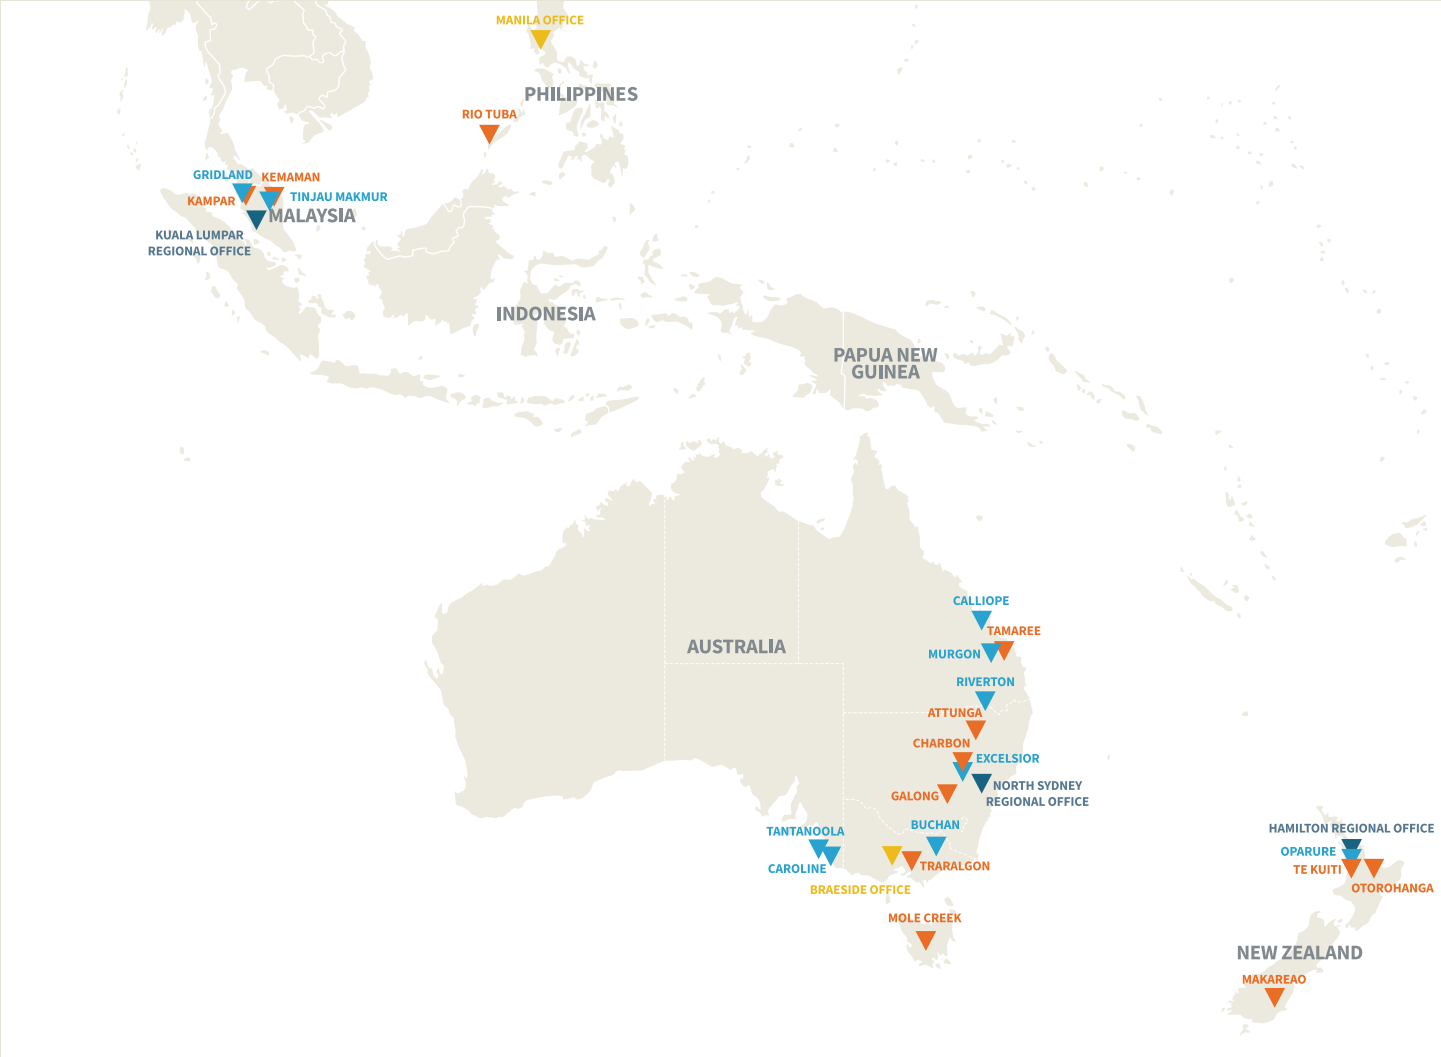 MANILA OFFICE
PHILIPPINES
RIO TUBA
GRIDLAND
KEMAMAN
KAMPAR
TINJAU MAKMUR
MALAYSIA
KUALA LUMPAR
REGIONAL OFFICE
INDONESIA
PAPUA NEW
GUINEA
CALLIOPE
TAMAREE
AUSTRALIA
MURGON
RIVERTON
ATTUNGA
CHARBON
EXCELSIOR
NORTH SYDNEY
REGIONAL OFFICE
GALONG
BUCHAN
TANTANOOLA
CAROLINE
TRARALGON
BRAESIDE OFFICE
MOLE CREEK
HAMILTON REGIONAL OFFICE
OPARURE
TE KUITI
OTOROHANGA
NEW ZEALAND
MAKAREAO